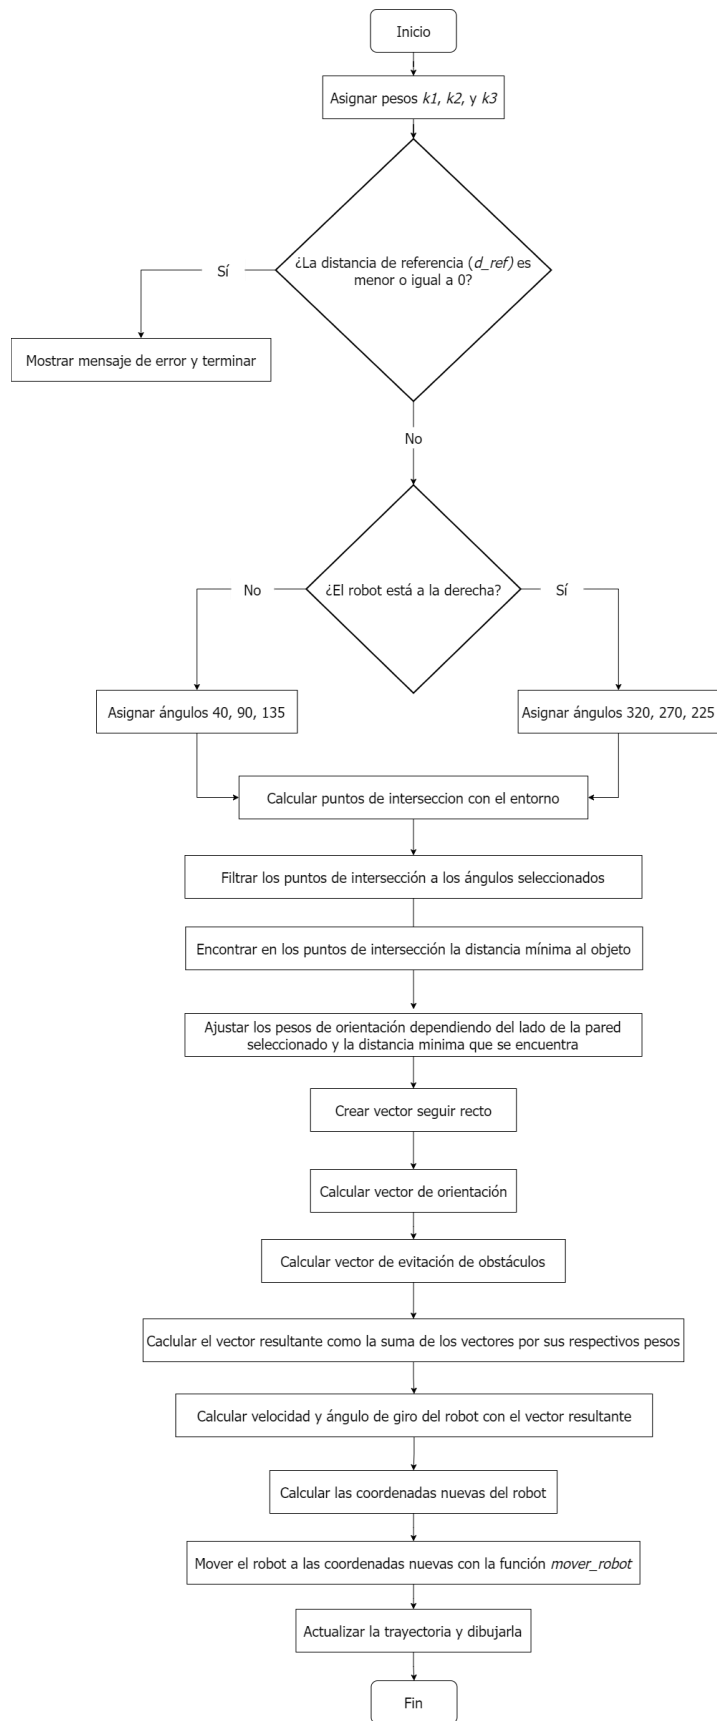 Inicio
Asignar pesos k1, k2, y k3
¿La distancia de referencia (d_ref) es
menor o igual a 0?
Sí
Mostrar mensaje de error y terminar
No
¿El robot está a la derecha?
No
Sí
Asignar ángulos 40, 90, 135
Asignar ángulos 320, 270, 225
Calcular puntos de interseccion con el entorno
Filtrar los puntos de intersección a los ángulos seleccionados
Encontrar en los puntos de intersección la distancia mínima al objeto
Ajustar los pesos de orientación dependiendo del lado de la pared
seleccionado y la distancia minima que se encuentra
Crear vector seguir recto
Calcular vector de orientación
Calcular vector de evitación de obstáculos
Caclular el vector resultante como la suma de los vectores por sus respectivos pesos
Calcular velocidad y ángulo de giro del robot con el vector resultante
Calcular las coordenadas nuevas del robot
Mover el robot a las coordenadas nuevas con la función mover_robot
Actualizar la trayectoria y dibujarla
Fin